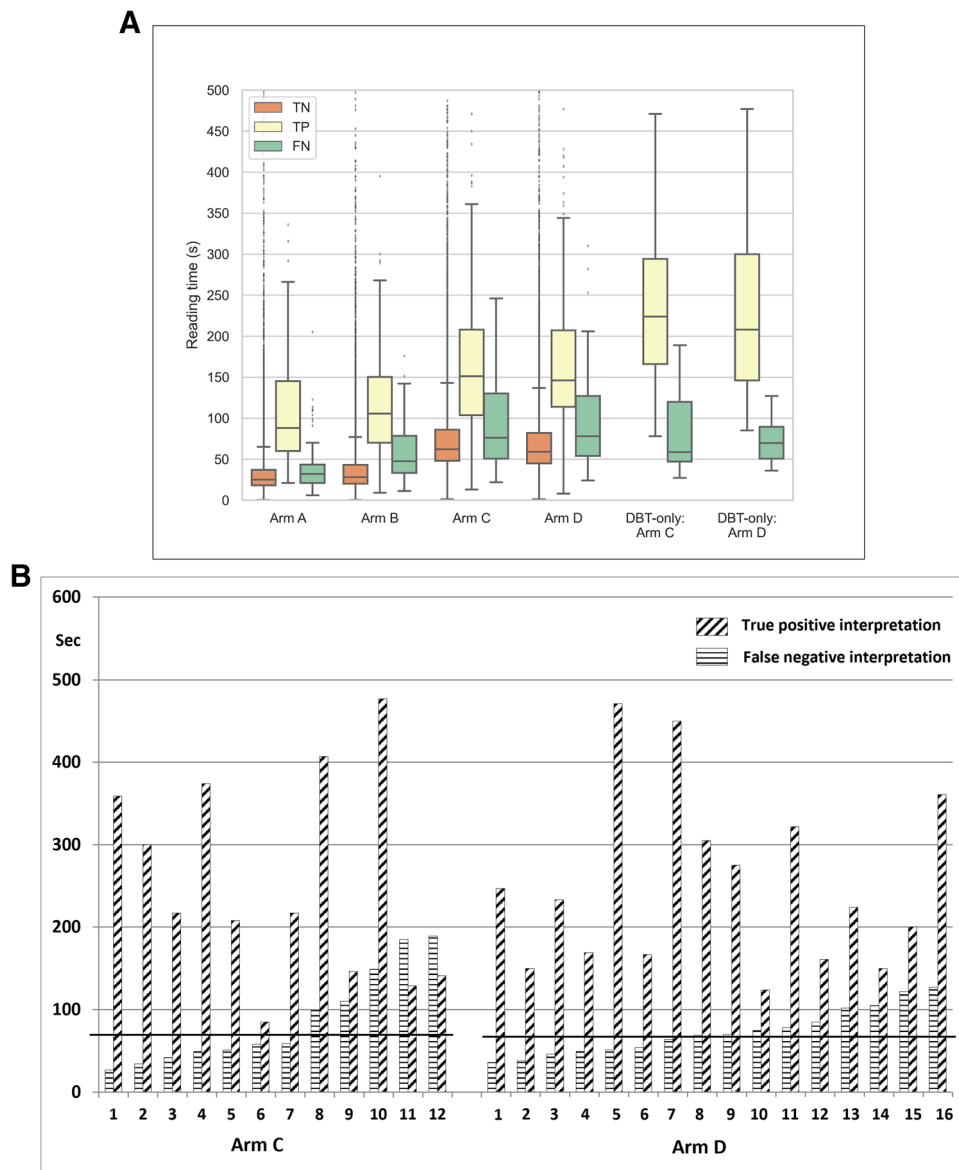 A
500
450
400
350
300
250
200
150
100
50
0
Reading time (s)
TN
TP
FN
Arm A Arm B Arm C Arm D DBT-only: Arm C DBT-only: Arm D
B
600
Sec
500
400
300
200
100
0
True positive interpretation
False negative interpretation
1 2 3 4 5 6 7 8 9 10 11 12 1 2 3 4 5 6 7 8 9 10 11 12 13 14 15 16
Arm C Arm D